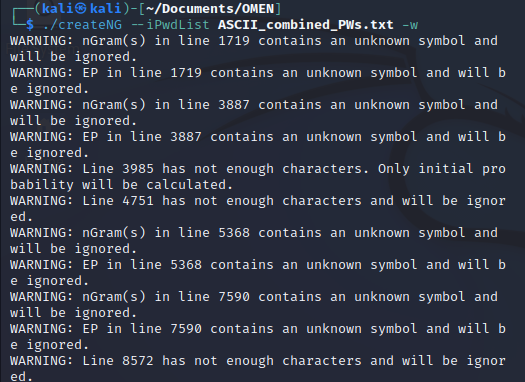 ┌──(kali㉿kali)-[~/Documents/OMEN]
└─$ ./createNG --iPwdList ASCII_combined_PWs.txt -w
WARNING: nGram(s) in line 1719 contains an unknown symbol and
will be ignored.
WARNING: EP in line 1719 contains an unknown symbol and will b
e ignored.
WARNING: nGram(s) in line 3887 contains an unknown symbol and
will be ignored.
WARNING: EP in line 3887 contains an unknown symbol and will b
e ignored.
WARNING: Line 3985 has not enough characters. Only initial pro
bability will be calculated.
WARNING: Line 4751 has not enough characters and will be ignor
ed.
WARNING: nGram(s) in line 5368 contains an unknown symbol and
will be ignored.
WARNING: EP in line 5368 contains an unknown symbol and will b
e ignored.
WARNING: nGram(s) in line 7590 contains an unknown symbol and
will be ignored.
WARNING: EP in line 7590 contains an unknown symbol and will b
e ignored.
WARNING: Line 8572 has not enough characters and will be ignor
ed.